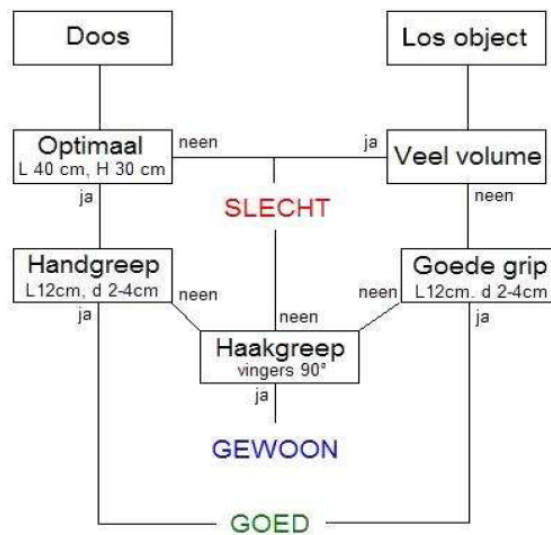 Doos
Los object
Optimaal
L 40 cm, H 30 cm
neen
ja
Veel volume
ja
neen
SLECHT
Handgreep
L12cm, d 2-4cm
Goede grip
L12cm. d 2-4cm
neen
neen
ja
neen
ja
Haakgreep
vingers 90°
ja
GEWOON
GOED